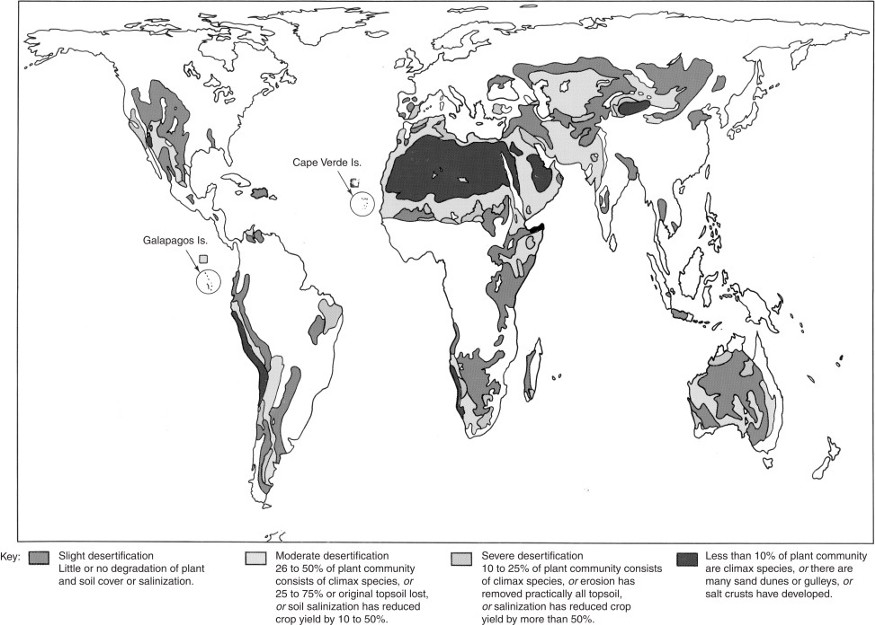 Cape Verde Is.
Galapagos Is.
Key:
Slight desertification
Little or no degradation of plant
and soil cover or salinization.
Moderate desertification
26 to 50% of plant community
consists of climax species, or
25 to 75% or original topsoil lost,
or soil salinization has reduced
crop yield by 10 to 50%.
Severe desertification
10 to 25% of plant community consists
of climax species, or erosion has
removed practically all topsoil,
or salinization has reduced crop
yield by more than 50%.
Less than 10% of plant community
are climax species, or there are
many sand dunes or gulleys, or
salt crusts have developed.